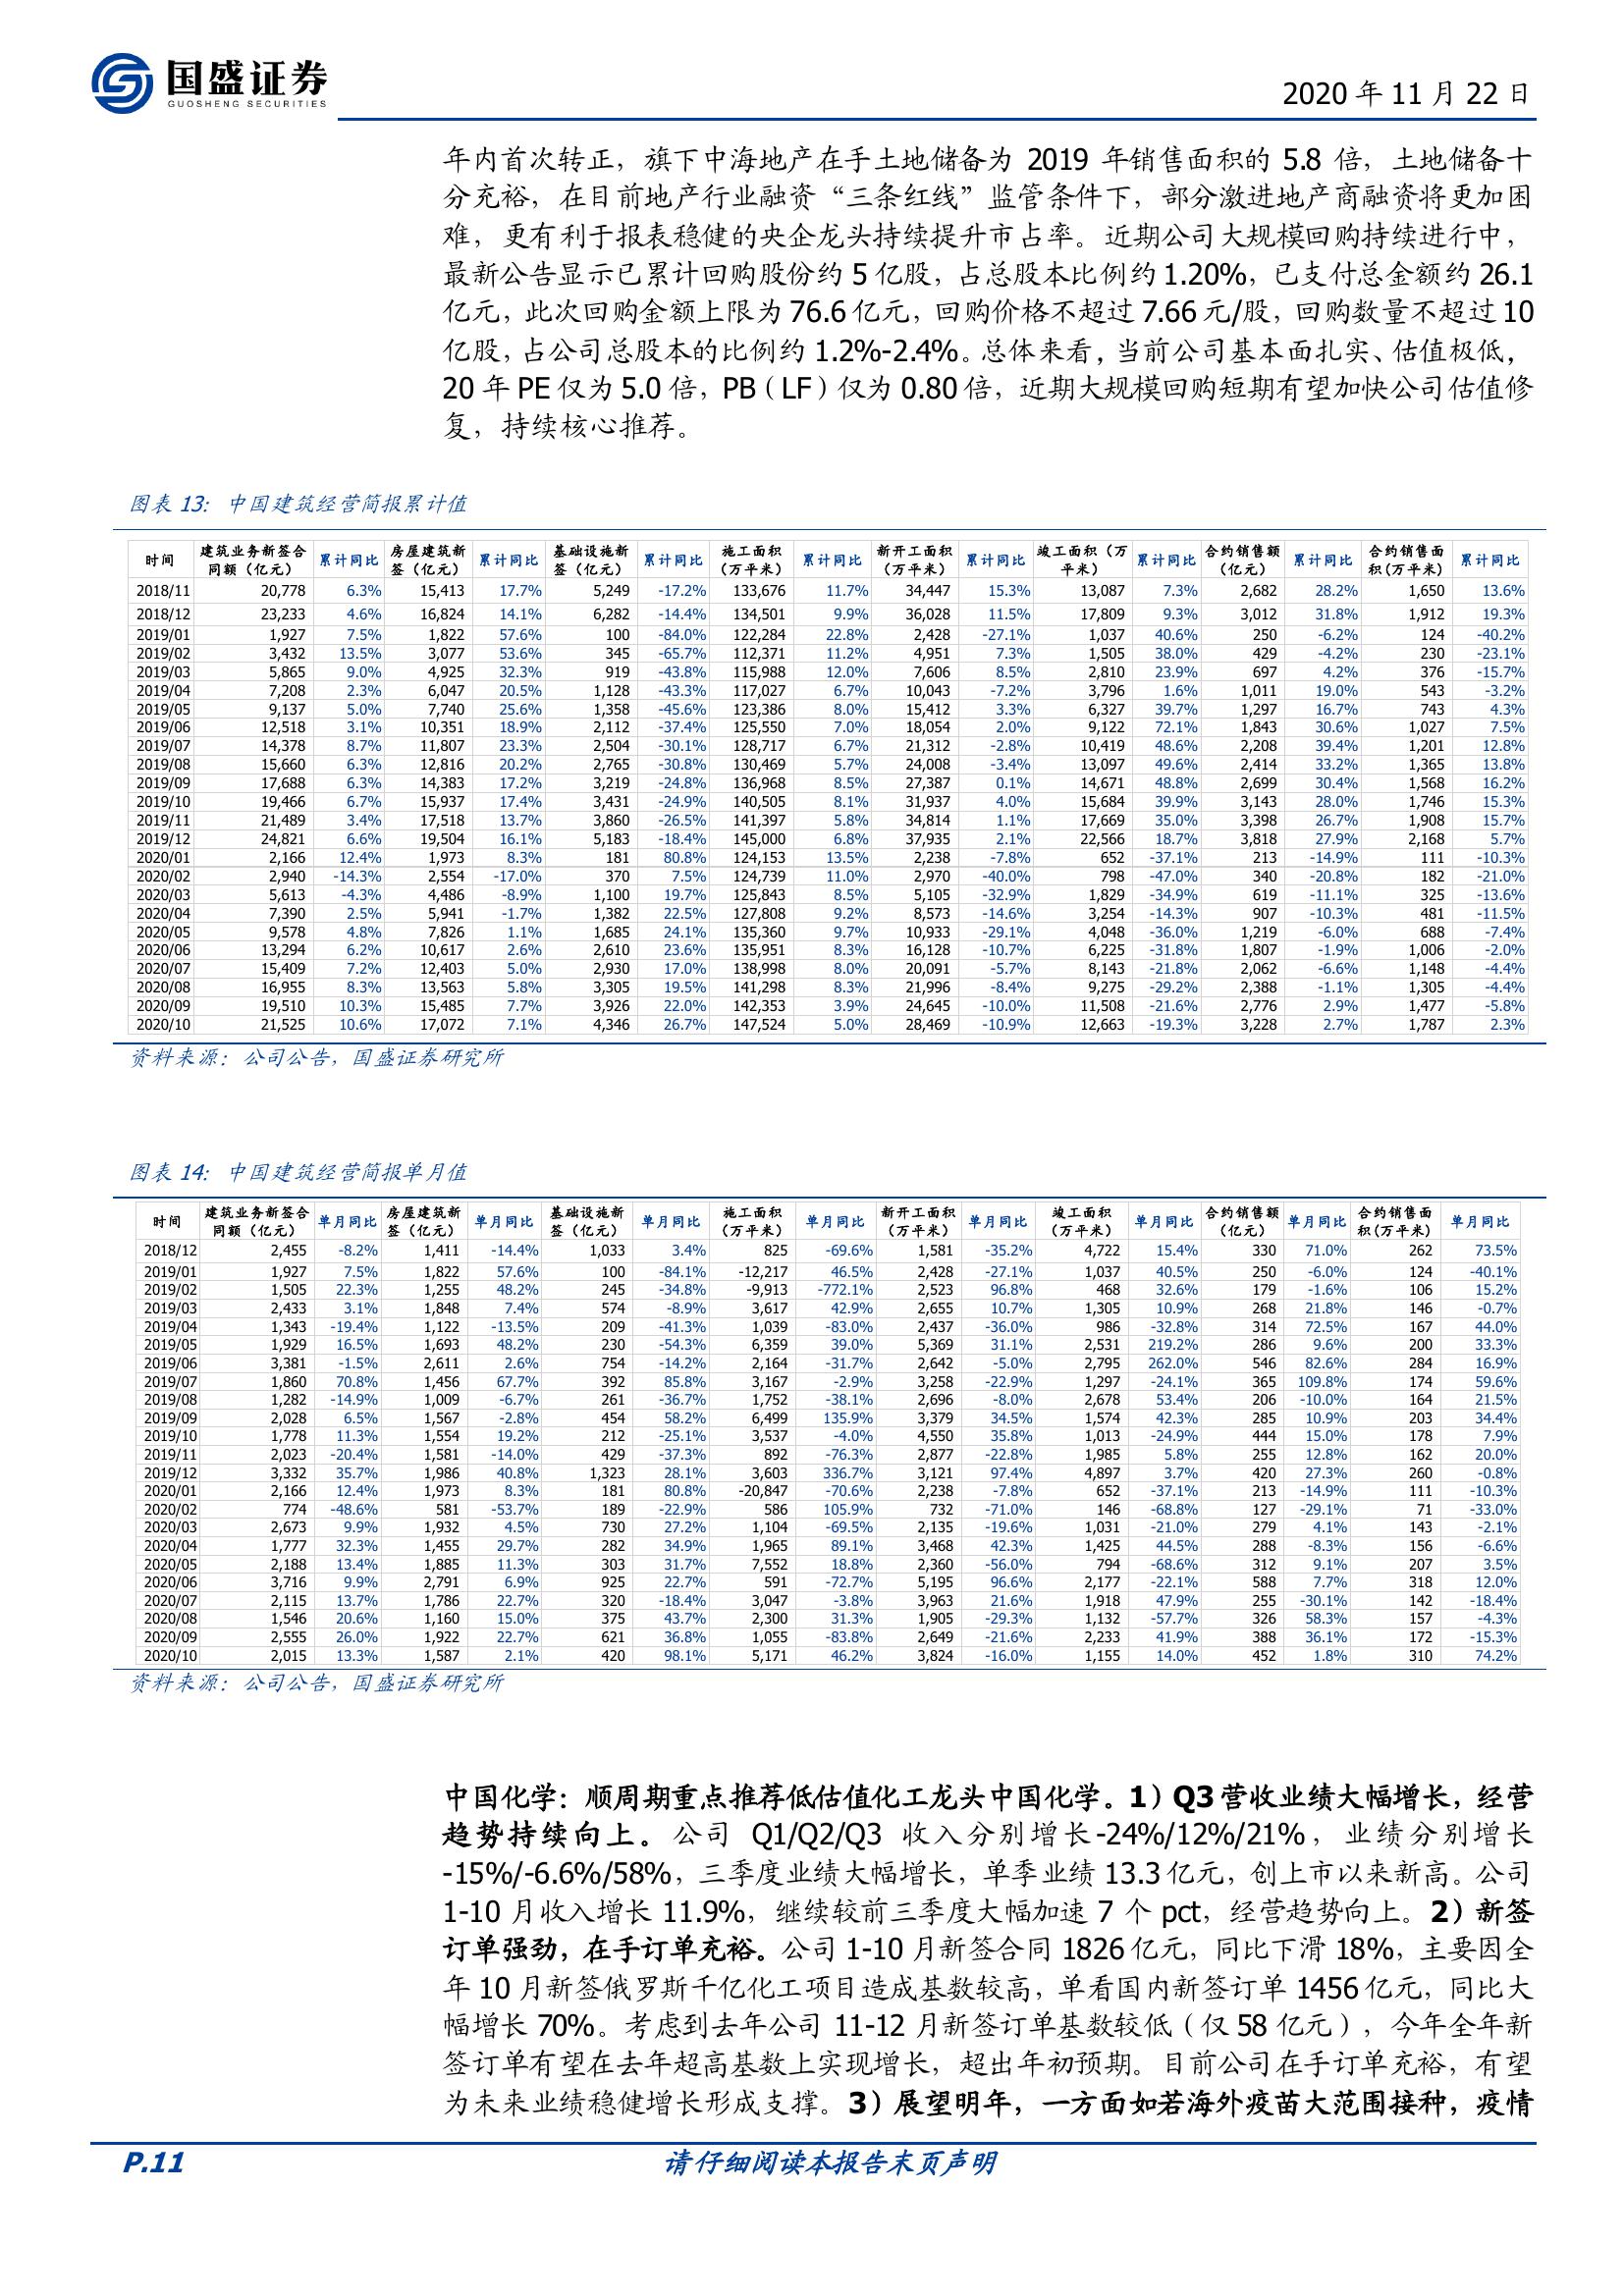 国盛证券
GUOSHENG SECURITIES
2020 年 11 月 22 日
年内首次转正，旗下中海地产在手土地储备为 2019 年销售面积的 5.8 倍，土地储备十
分充裕，在目前地产行业融资“三条红线”监管条件下，部分激进地产商融资将更加困
难，更有利于报表稳健的央企龙头持续提升市占率。近期公司大规模回购持续进行中，
最新公告显示已累计回购股份约 5 亿股，占总股本比例约 1.20%，已支付总金额约 26.1
亿元，此次回购金额上限为 76.6 亿元，回购价格不超过 7.66 元/股，回购数量不超过 10
亿股，占公司总股本的比例约 1.2%-2.4%。总体来看，当前公司基本面扎实、估值极低，
20 年 PE 仅为 5.0 倍，PB（LF）仅为 0.80 倍，近期大规模回购短期有望加快公司估值修
复，持续核心推荐。
图表 13：中国建筑经营简报累计值
时间 建筑业务新签合同额（亿元） 累计同比 房屋建筑新签（亿元） 累计同比 基础设施新签（亿元） 累计同比 施工面积（万平米） 累计同比 新开工面积（万平米） 累计同比 竣工面积（万平米） 累计同比 合约销售额（亿元） 累计同比 合约销售面积(万平米) 累计同比
2018/11 20,778 6.3% 15,413 17.7% 5,249 -17.2% 133,676 11.7% 34,447 15.3% 13,087 7.3% 2,682 28.2% 1,650 13.6%
2018/12 23,233 4.6% 16,824 14.1% 6,282 -14.4% 134,501 9.9% 36,028 11.5% 17,809 9.3% 3,012 31.8% 1,912 19.3%
2019/01 1,927 7.5% 1,822 57.6% 100 -84.0% 122,284 22.8% 2,428 -27.1% 1,037 40.6% 250 -6.2% 124 -40.2%
2019/02 3,432 13.5% 3,077 53.6% 345 -65.7% 112,371 11.2% 4,951 7.3% 1,505 38.0% 429 -4.2% 230 -23.1%
2019/03 5,865 9.0% 4,925 32.3% 919 -43.8% 115,988 12.0% 7,606 8.5% 2,810 23.9% 697 4.2% 376 -15.7%
2019/04 7,208 2.3% 6,047 20.5% 1,128 -43.3% 117,027 6.7% 10,043 -7.2% 3,796 1.6% 1,011 19.0% 543 -3.2%
2019/05 9,137 5.0% 7,740 25.6% 1,358 -45.6% 123,386 8.0% 15,412 3.3% 6,327 39.7% 1,297 16.7% 743 4.3%
2019/06 12,518 3.1% 10,351 18.9% 2,112 -37.4% 125,550 7.0% 18,054 2.0% 9,122 72.1% 1,843 30.6% 1,027 7.5%
2019/07 14,378 8.7% 11,807 23.3% 2,504 -30.1% 128,717 6.7% 21,312 -2.8% 10,419 48.6% 2,208 39.4% 1,201 12.8%
2019/08 15,660 6.3% 12,816 20.2% 2,765 -30.8% 130,469 5.7% 24,008 -3.4% 13,097 49.6% 2,414 33.2% 1,365 13.8%
2019/09 17,688 6.3% 14,383 17.2% 3,219 -24.8% 136,968 8.5% 27,387 0.1% 14,671 48.8% 2,699 30.4% 1,568 16.2%
2019/10 19,466 6.7% 15,937 17.4% 3,431 -24.9% 140,505 8.1% 31,937 4.0% 15,684 39.9% 3,143 28.0% 1,746 15.3%
2019/11 21,489 3.4% 17,518 13.7% 3,860 -26.5% 141,397 5.8% 34,814 1.1% 17,669 35.0% 3,398 26.7% 1,908 15.7%
2019/12 24,821 6.6% 19,504 16.1% 5,183 -18.4% 145,000 6.8% 37,935 2.1% 22,566 18.7% 3,818 27.9% 2,168 5.7%
2020/01 2,166 12.4% 1,973 8.3% 181 80.8% 124,153 13.5% 2,238 -7.8% 652 -37.1% 213 -14.9% 111 -10.3%
2020/02 2,940 -14.3% 2,554 -17.0% 370 7.5% 124,739 11.0% 2,970 -40.0% 798 -47.0% 340 -20.8% 182 -21.0%
2020/03 5,613 -4.3% 4,486 -8.9% 1,100 19.7% 125,843 8.5% 5,105 -32.9% 1,829 -34.9% 619 -11.1% 325 -13.6%
2020/04 7,390 2.5% 5,941 -1.7% 1,382 22.5% 127,808 9.2% 8,573 -14.6% 3,254 -14.3% 907 -10.3% 481 -11.5%
2020/05 9,578 4.8% 7,826 1.1% 1,685 24.1% 135,360 9.7% 10,933 -29.1% 4,048 -36.0% 1,219 -6.0% 688 -7.4%
2020/06 13,294 6.2% 10,617 2.6% 2,610 23.6% 135,951 8.3% 16,128 -10.7% 6,225 -31.8% 1,807 -1.9% 1,006 -2.0%
2020/07 15,409 7.2% 12,403 5.0% 2,930 17.0% 138,998 8.0% 20,091 -5.7% 8,143 -21.8% 2,062 -6.6% 1,148 -4.4%
2020/08 16,955 8.3% 13,563 5.8% 3,305 19.5% 141,298 8.3% 21,996 -8.4% 9,275 -29.2% 2,388 -1.1% 1,305 -4.4%
2020/09 19,510 10.3% 15,485 7.7% 3,926 22.0% 142,353 3.9% 24,645 -10.0% 11,508 -21.6% 2,776 2.9% 1,477 -5.8%
2020/10 21,525 10.6% 17,072 7.1% 4,346 26.7% 147,524 5.0% 28,469 -10.9% 12,663 -19.3% 3,228 2.7% 1,787 2.3%
资料来源：公司公告，国盛证券研究所
图表 14：中国建筑经营简报单月值
时间 建筑业务新签合同额（亿元） 单月同比 房屋建筑新签（亿元） 单月同比 基础设施新签（亿元） 单月同比 施工面积（万平米） 单月同比 新开工面积（万平米） 单月同比 竣工面积（万平米） 单月同比 合约销售额（亿元） 单月同比 合约销售面积(万平米) 单月同比
2018/12 2,455 -8.2% 1,411 -14.4% 1,033 3.4% 825 -69.6% 1,581 -35.2% 4,722 15.4% 330 71.0% 262 73.5%
2019/01 1,927 7.5% 1,822 57.6% 100 -84.1% -12,217 46.5% 2,428 -27.1% 1,037 40.5% 250 -6.0% 124 -40.1%
2019/02 1,505 22.3% 1,255 48.2% 245 -34.8% -9,913 -772.1% 2,523 96.8% 468 32.6% 179 -1.6% 106 15.2%
2019/03 2,433 3.1% 1,848 7.4% 574 -8.9% 3,617 42.9% 2,655 10.7% 1,305 10.9% 268 21.8% 146 -0.7%
2019/04 1,343 -19.4% 1,122 -13.5% 209 -41.3% 1,039 -83.0% 2,437 -36.0% 986 -32.8% 314 72.5% 167 44.0%
2019/05 1,929 16.5% 1,693 48.2% 230 -54.3% 6,359 39.0% 5,369 31.1% 2,531 219.2% 286 9.6% 200 33.3%
2019/06 3,381 -1.5% 2,611 2.6% 754 -14.2% 2,164 -31.7% 2,642 -5.0% 2,795 262.0% 546 82.6% 284 16.9%
2019/07 1,860 70.8% 1,456 67.7% 392 85.8% 3,167 -2.9% 3,258 -22.9% 1,297 -24.1% 365 109.8% 174 59.6%
2019/08 1,282 -14.9% 1,009 -6.7% 261 -36.7% 1,752 -38.1% 2,696 -8.0% 2,678 53.4% 206 -10.0% 164 21.5%
2019/09 2,028 6.5% 1,567 -2.8% 454 58.2% 6,499 135.9% 3,379 34.5% 1,574 42.3% 285 10.9% 203 34.4%
2019/10 1,778 11.3% 1,554 19.2% 212 -25.1% 3,537 -4.0% 4,550 35.8% 1,013 -24.9% 444 15.0% 178 7.9%
2019/11 2,023 -20.4% 1,581 -14.0% 429 -37.3% 892 -76.3% 2,877 -22.8% 1,985 5.8% 255 12.8% 162 20.0%
2019/12 3,332 35.7% 1,986 40.8% 1,323 28.1% 3,603 336.7% 3,121 97.4% 4,897 3.7% 420 27.3% 260 -0.8%
2020/01 2,166 12.4% 1,973 8.3% 181 80.8% -20,847 -70.6% 2,238 -7.8% 652 -37.1% 213 -14.9% 111 -10.3%
2020/02 774 -48.6% 581 -53.7% 189 -22.9% 586 105.9% 732 -71.0% 146 -68.8% 127 -29.1% 71 -33.0%
2020/03 2,673 9.9% 1,932 4.5% 730 27.2% 1,104 -69.5% 2,135 -19.6% 1,031 -21.0% 279 4.1% 143 -2.1%
2020/04 1,777 32.3% 1,455 29.7% 282 34.9% 1,965 89.1% 3,468 42.3% 1,425 44.5% 288 -8.3% 156 -6.6%
2020/05 2,188 13.4% 1,885 11.3% 303 31.7% 7,552 18.8% 2,360 -56.0% 794 -68.6% 312 9.1% 207 3.5%
2020/06 3,716 9.9% 2,791 6.9% 925 22.7% 591 -72.7% 5,195 96.6% 2,177 -22.1% 588 7.7% 318 12.0%
2020/07 2,115 13.7% 1,786 22.7% 320 -18.4% 3,047 -3.8% 3,963 21.6% 1,918 47.9% 255 -30.1% 142 -18.4%
2020/08 1,546 20.6% 1,160 15.0% 375 43.7% 2,300 31.3% 1,905 -29.3% 1,132 -57.7% 326 58.3% 157 -4.3%
2020/09 2,555 26.0% 1,922 22.7% 621 36.8% 1,055 -83.8% 2,649 -21.6% 2,233 41.9% 388 36.1% 172 -15.3%
2020/10 2,015 13.3% 1,587 2.1% 420 98.1% 5,171 46.2% 3,824 -16.0% 1,155 14.0% 452 1.8% 310 74.2%
资料来源：公司公告，国盛证券研究所
中国化学：顺周期重点推荐低估值化工龙头中国化学。1）Q3 营收业绩大幅增长，经营
趋势持续向上。公司 Q1/Q2/Q3 收入分别增长-24%/12%/21%，业绩分别增长
-15%/-6.6%/58%，三季度业绩大幅增长，单季业绩 13.3 亿元，创上市以来新高。公司
1-10 月收入增长 11.9%，继续较前三季度大幅加速 7 个 pct，经营趋势向上。2）新签
订单强劲，在手订单充裕。公司 1-10 月新签合同 1826 亿元，同比下滑 18%，主要因全
年 10 月新签俄罗斯千亿化工项目造成基数较高，单看国内新签订单 1456 亿元，同比大
幅增长 70%。考虑到去年公司 11-12 月新签订单基数较低（仅 58 亿元），今年全年新
签订单有望在去年超高基数上实现增长，超出年初预期。目前公司在手订单充裕，有望
为未来业绩稳健增长形成支撑。3）展望明年，一方面如若海外疫苗大范围接种，疫情
P.11
请仔细阅读本报告末页声明